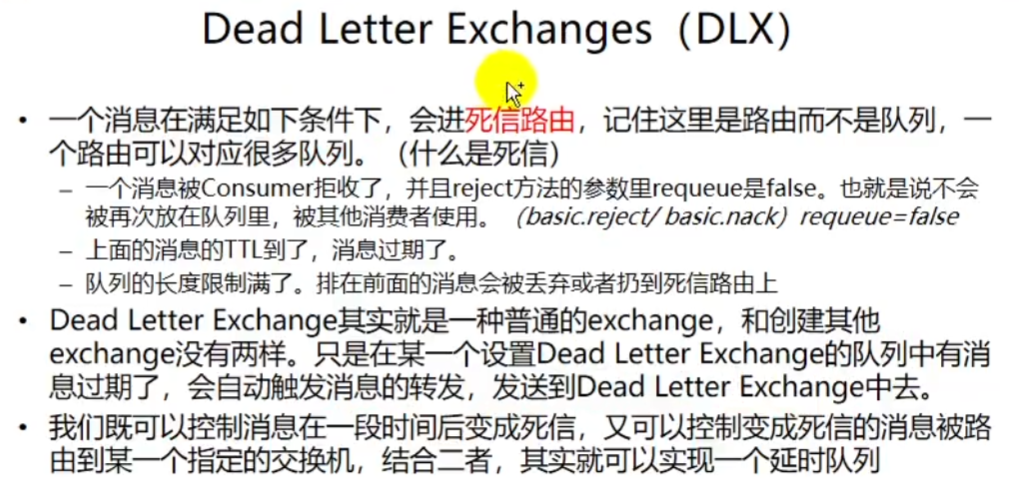 Dead Letter Exchanges（DLX）
• 一个消息在满足如下条件下，会进死信路由，记住这里是路由而不是队列，一
个路由可以对应很多队列。（什么是死信）
– 一个消息被Consumer拒收了，并且reject方法的参数里requeue是false。也就是说不会
被再次放在队列里，被其他消费者使用。（basic.reject/ basic.nack）requeue=false
– 上面的消息的TTL到了，消息过期了。
– 队列的长度限制满了。排在前面的消息会被丢弃或者扔到死信路由上
• Dead Letter Exchange其实就是一种普通的exchange，和创建其他
exchange没有两样。只是在某一个设置Dead Letter Exchange的队列中有消
息过期了，会自动触发消息的转发，发送到Dead Letter Exchange中去。
• 我们既可以控制消息在一段时间后变成死信，又可以控制变成死信的消息被路
由到某一个指定的交换机，结合二者，其实就可以实现一个延时队列